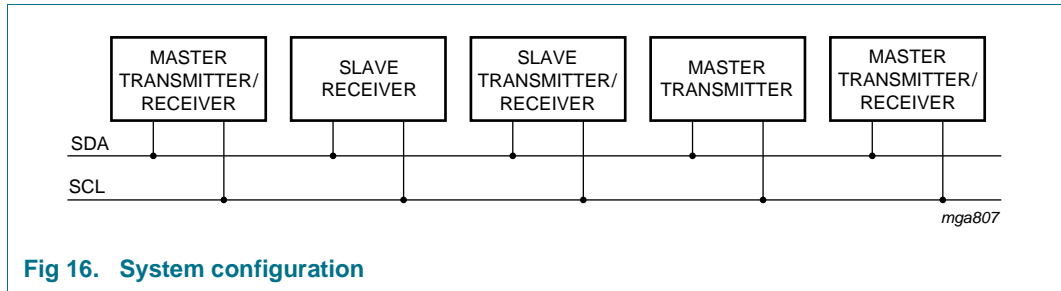 MASTER
TRANSMITTER/
RECEIVER
SLAVE
RECEIVER
SLAVE
TRANSMITTER/
RECEIVER
MASTER
TRANSMITTER
MASTER
TRANSMITTER/
RECEIVER
SDA
SCL
mga807
Fig 16. System configuration